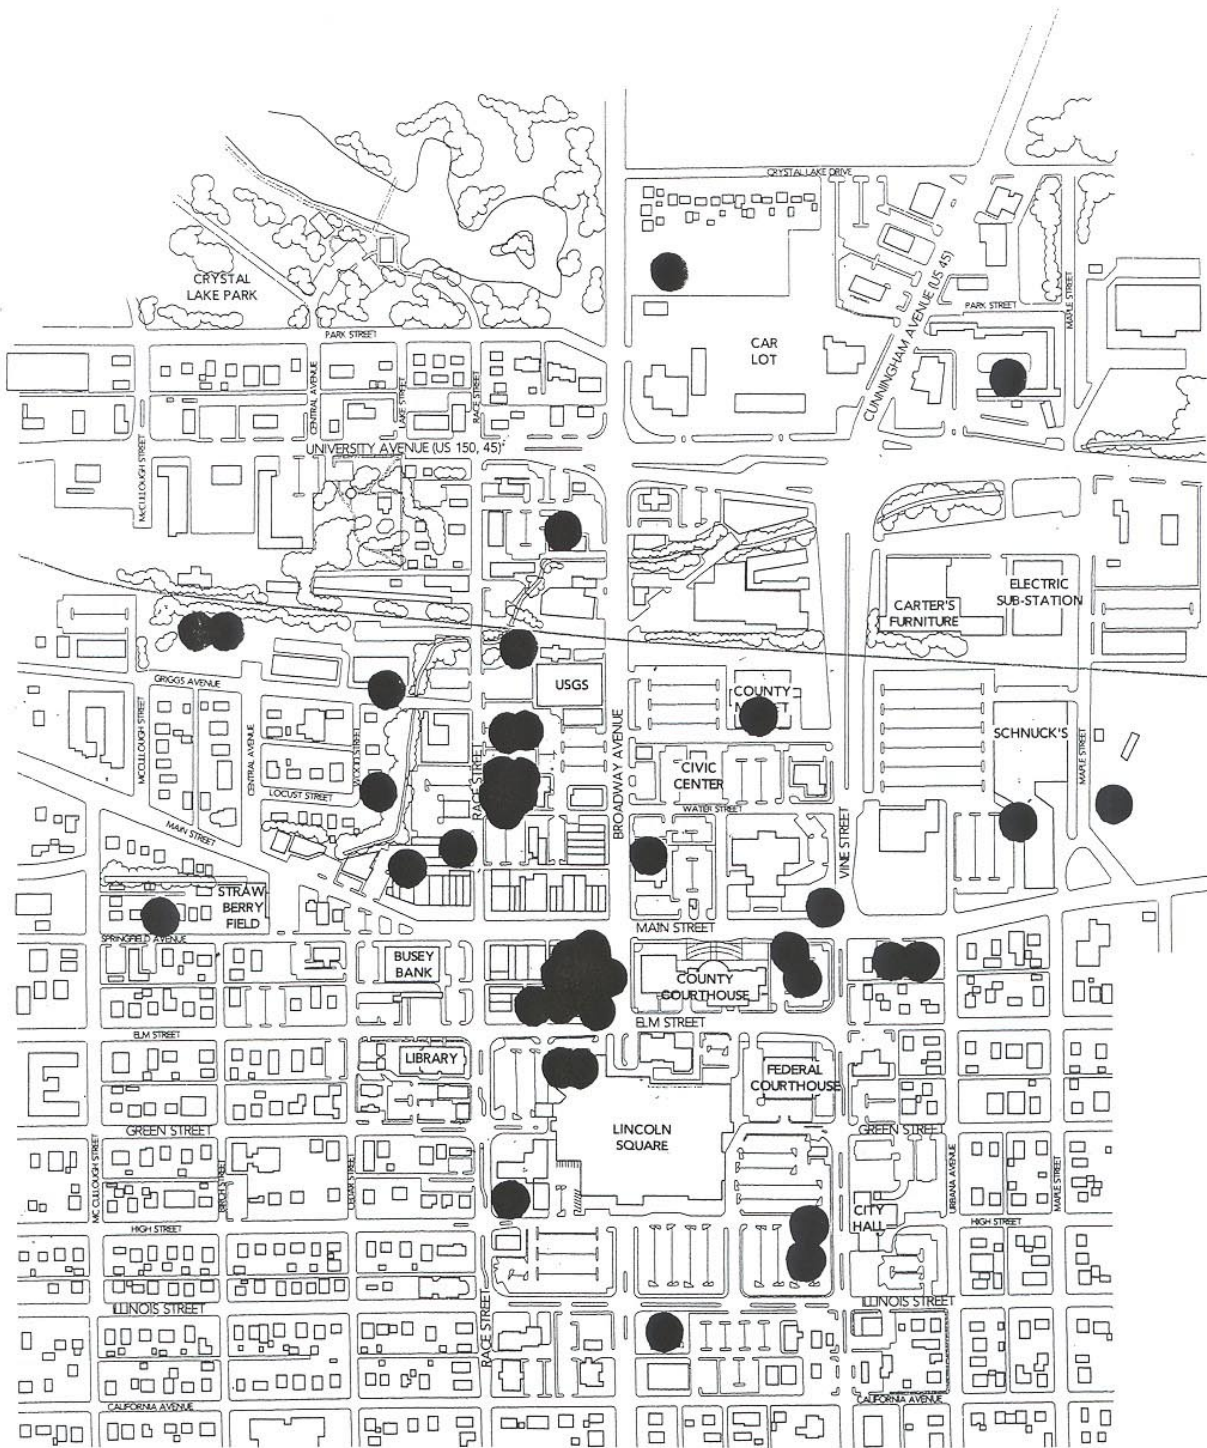 CRYSTAL LAKE DRIVE
CRYSTAL
LAKE PARK
CUNNINGHAM AVENUE (US 45)
PARK STREET
MAPLE STREET
PARK STREET
CAR
LOT
CENTRAL AVENUE
LAKE STREET
RACE STREET
UNIVERSITY AVENUE (US 150, 45)
McCULLOUGH STREET
ELECTRIC
SUB-STATION
CARTER'S
FURNITURE
GRIGGS AVENUE
USGS
COUNTY
MCCULLOUGH STREET
CENTRAL AVENUE
WOOD STREET
RACE STREET
BROADWAY AVENUE
SCHNUCK'S
MAPLE STREET
CIVIC
CENTER
LOCUST STREET
WATER STREET
MAIN STREET
VINE STREET
STRAW
BERRY
FIELD
MAIN STREET
SPRINGFIELD AVENUE
BUSEY
BANK
COUNTY
COURTHOUSE
ELM STREET
ELM STREET
LIBRARY
FEDERAL
COURTHOUSE
GREEN STREET
LINCOLN
SQUARE
GREEN STREET
MC CULLOUGH STREET
BIRCH STREET
CEDAR STREET
URBANA AVENUE
MAPLE STREET
CITY
HALL
HIGH STREET
HIGH STREET
ILLINOIS STREET
ILLINOIS STREET
RACE STREET
CALIFORNIA AVENUE
CALIFORNIA AVENUE